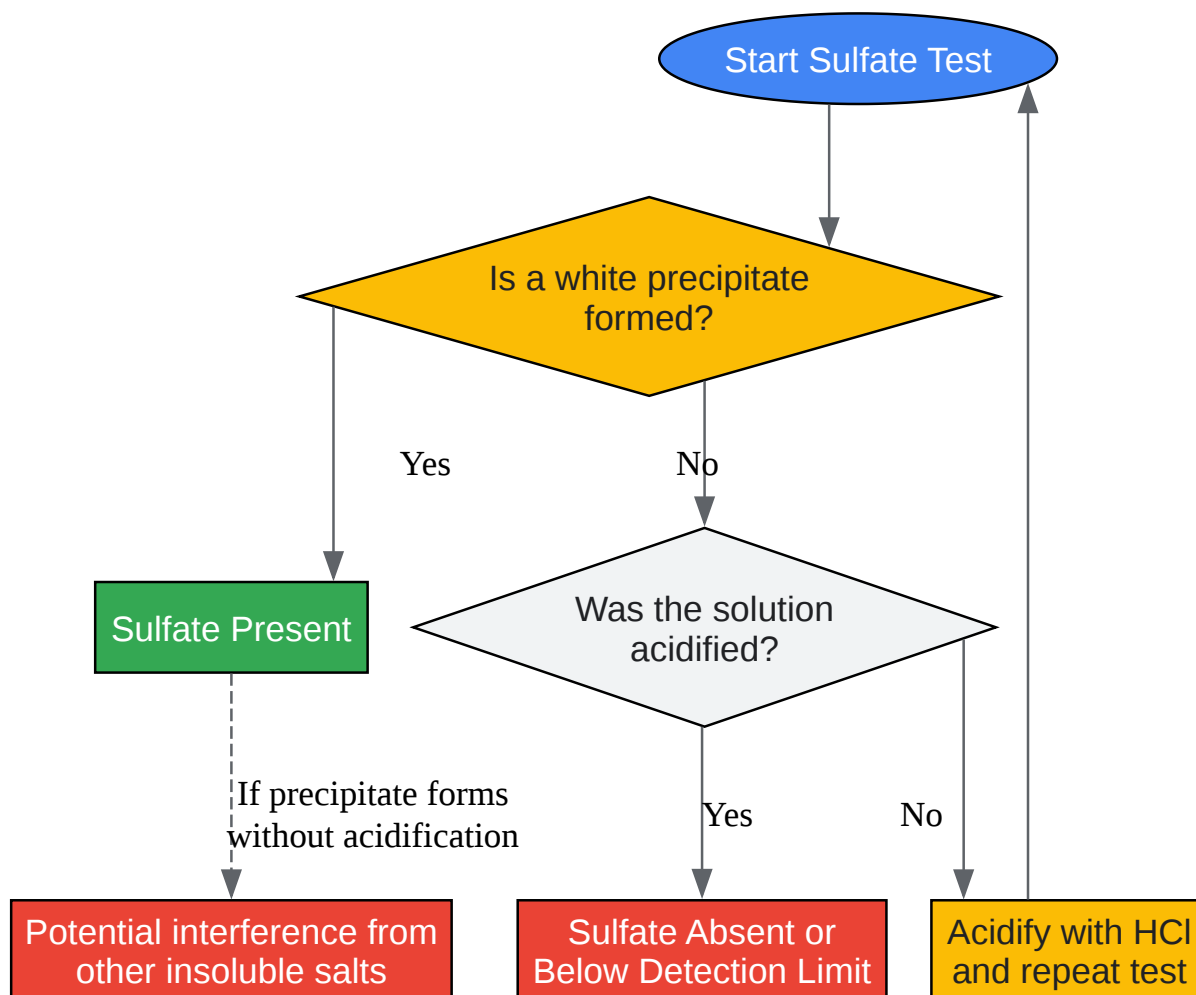 Start Sulfate Test
Is a white precipitate
formed?
Yes
No
Sulfate Present
Was the solution
acidified?
If precipitate forms
without acidification
Yes
No
Potential interference from
other insoluble salts
Sulfate Absent or
Below Detection Limit
Acidify with HCl
and repeat test